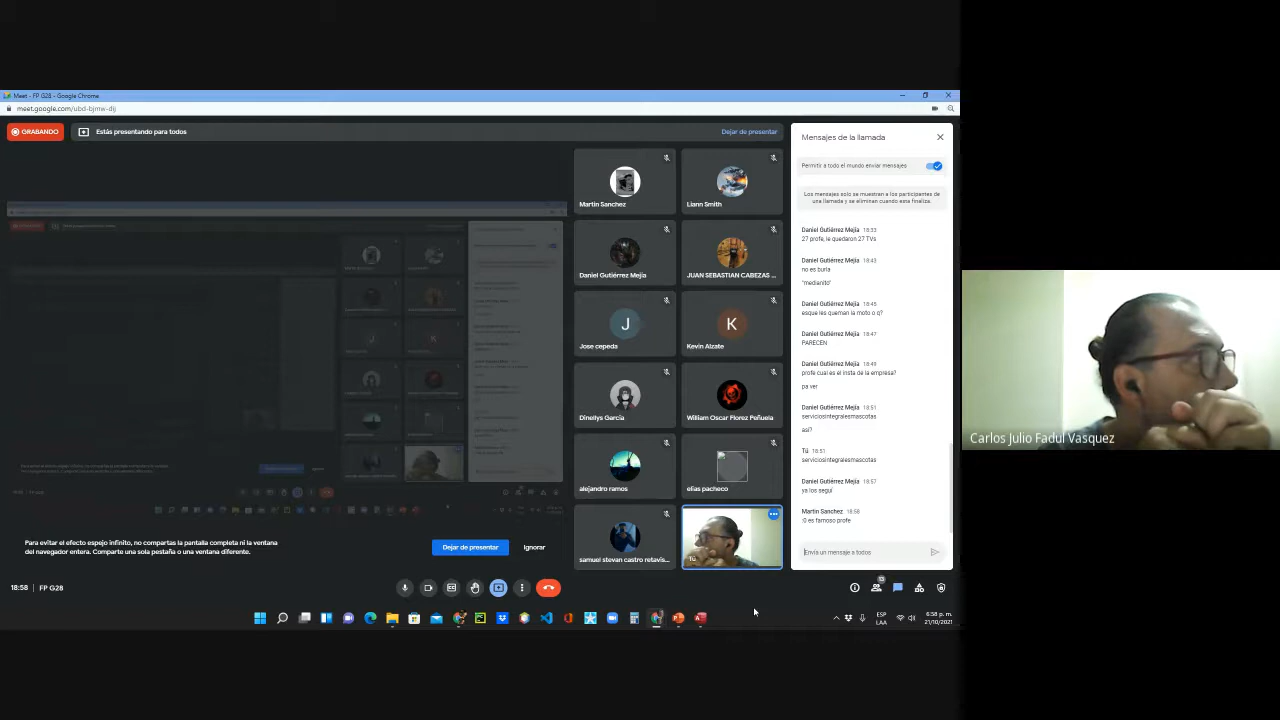 Meet - FP G28 - Google Chrome
meet.google.com/ubd-bjmw-dij
GRABANDO
Estás presentando para todos
Dejar de presentar
Martin Sanchez
Liann Smith
Daniel Gutiérrez Mejía
JUAN SEBASTIAN CABEZAS ...
Jose cepeda
Kevin Alzate
Dinellys García
William Oscar Florez Peñuela
alejandro ramos
elias pacheco
samuel stevan castro retavis...
Tú
Para evitar el efecto espejo infinito, no compartas la pantalla completa ni la ventana
del navegador entera. Comparte una sola pestaña o una ventana diferente.
Dejar de presentar
Ignorar
18:58 | FP G28
Mensajes de la llamada
Permitir a todo el mundo enviar mensajes
Los mensajes solo se muestran a los participantes de
una llamada y se eliminan cuando esta finaliza.
Daniel Gutiérrez Mejía 18:33
27 profe, le quedaron 27 TVs
Daniel Gutiérrez Mejía 18:43
no es burla
"medianito"
Daniel Gutiérrez Mejía 18:45
esque les queman la moto o q?
Daniel Gutiérrez Mejía 18:47
PARECEN
Daniel Gutiérrez Mejía 18:49
profe cual es el insta de la empresa?
pa ver
Daniel Gutiérrez Mejía 18:51
serviciosintegralesmascotas
asi?
Tú 18:51
serviciosintegralesmascotas
Daniel Gutiérrez Mejía 18:57
ya los segui
Martin Sanchez 18:58
:0 es famoso profe
Envía un mensaje a todos
ESP
LAA
6:58 p. m.
21/10/2021
Carlos Julio Fadul Vasquez